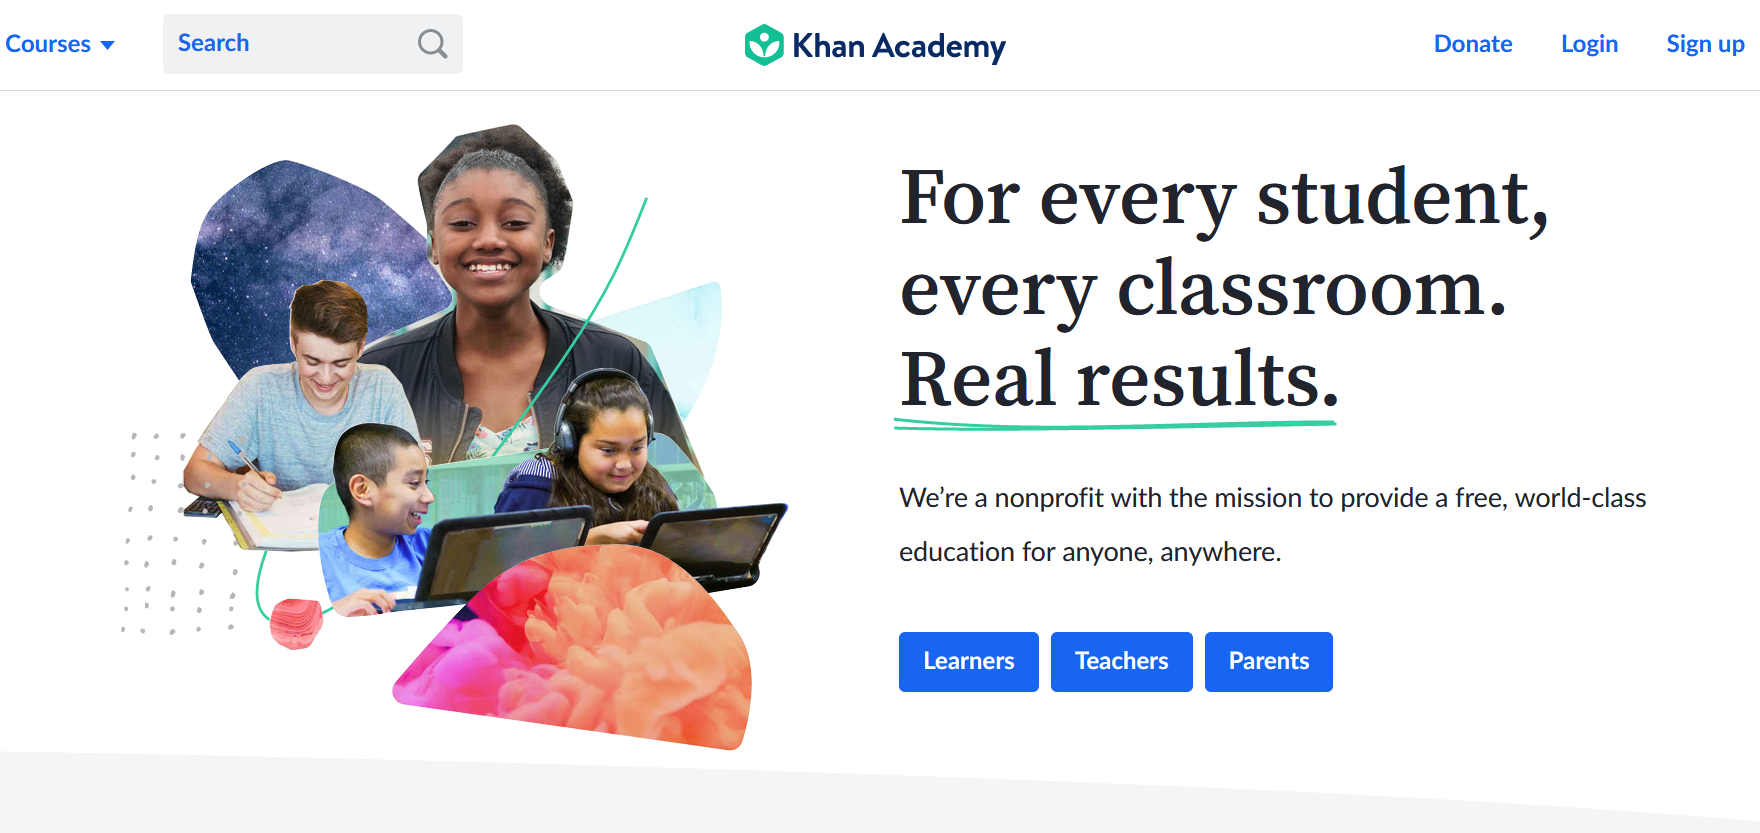 Courses
Search
Khan Academy
Donate
Login
Sign up
For every student,
every classroom.
Real results.
We’re a nonprofit with the mission to provide a free, world-class
education for anyone, anywhere.
Learners
Teachers
Parents